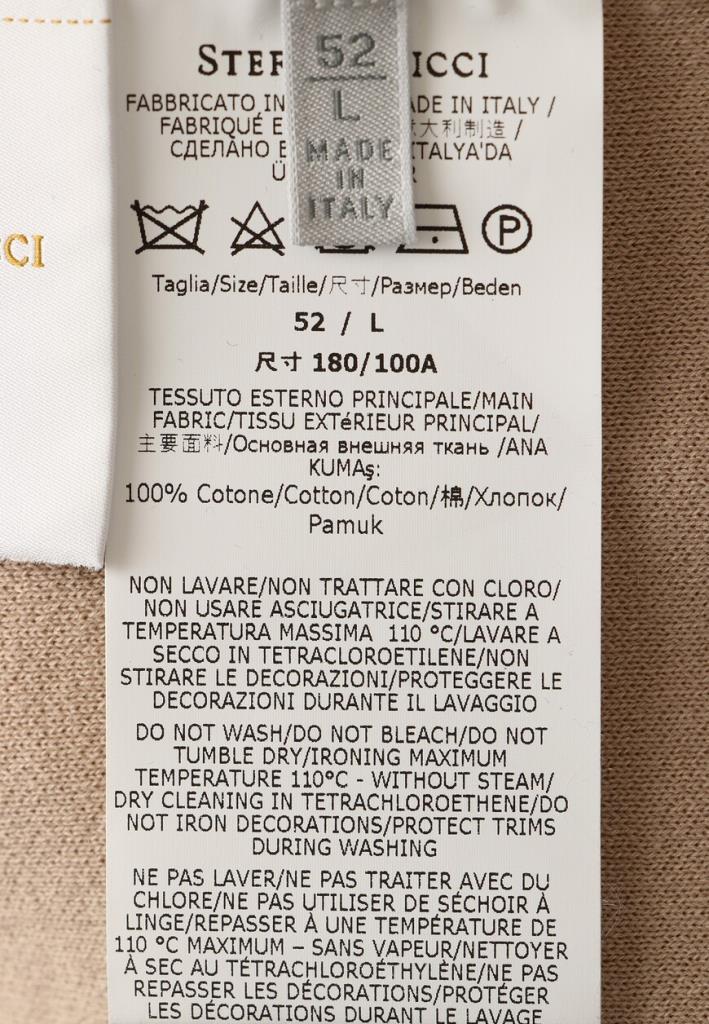 CCI
52
L
MADE
IN
ITALY
STEF ICCI
FABBRICATO IN ADE IN ITALY /
FABRIQUÉ E 大利制造 /
СДЕЛАНО TALYA'DA
P
Taglia/Size/Taille/尺寸/Размер/Beden
52 / L
尺寸 180/100A
TESSUTO ESTERNO PRINCIPALE/MAIN
FABRIC/TISSU EXTéRIEUR PRINCIPAL/
主要面料/Основная внешняя ткань /ANA
KUMAş:
100% Cotone/Cotton/Coton/棉/Хлопок/
Pamuk
NON LAVARE/NON TRATTARE CON CLORO/
NON USARE ASCIUGATRICE/STIRARE A
TEMPERATURA MASSIMA 110 °C/LAVARE A
SECCO IN TETRACLOROETILENE/NON
STIRARE LE DECORAZIONI/PROTEGGERE LE
DECORAZIONI DURANTE IL LAVAGGIO
DO NOT WASH/DO NOT BLEACH/DO NOT
TUMBLE DRY/IRONING MAXIMUM
TEMPERATURE 110°C - WITHOUT STEAM/
DRY CLEANING IN TETRACHLOROETHENE/DO
NOT IRON DECORATIONS/PROTECT TRIMS
DURING WASHING
NE PAS LAVER/NE PAS TRAITER AVEC DU
CHLORE/NE PAS UTILISER DE SÉCHOIR À
LINGE/REPASSER À UNE TEMPÉRATURE DE
110 °C MAXIMUM – SANS VAPEUR/NETTOYER
À SEC AU TÉTRACHLOROÉTHYLÈNE/NE PAS
REPASSER LES DÉCORATIONS/PROTÉGER
LES DÉCORATIONS DURANT LE LAVAGE